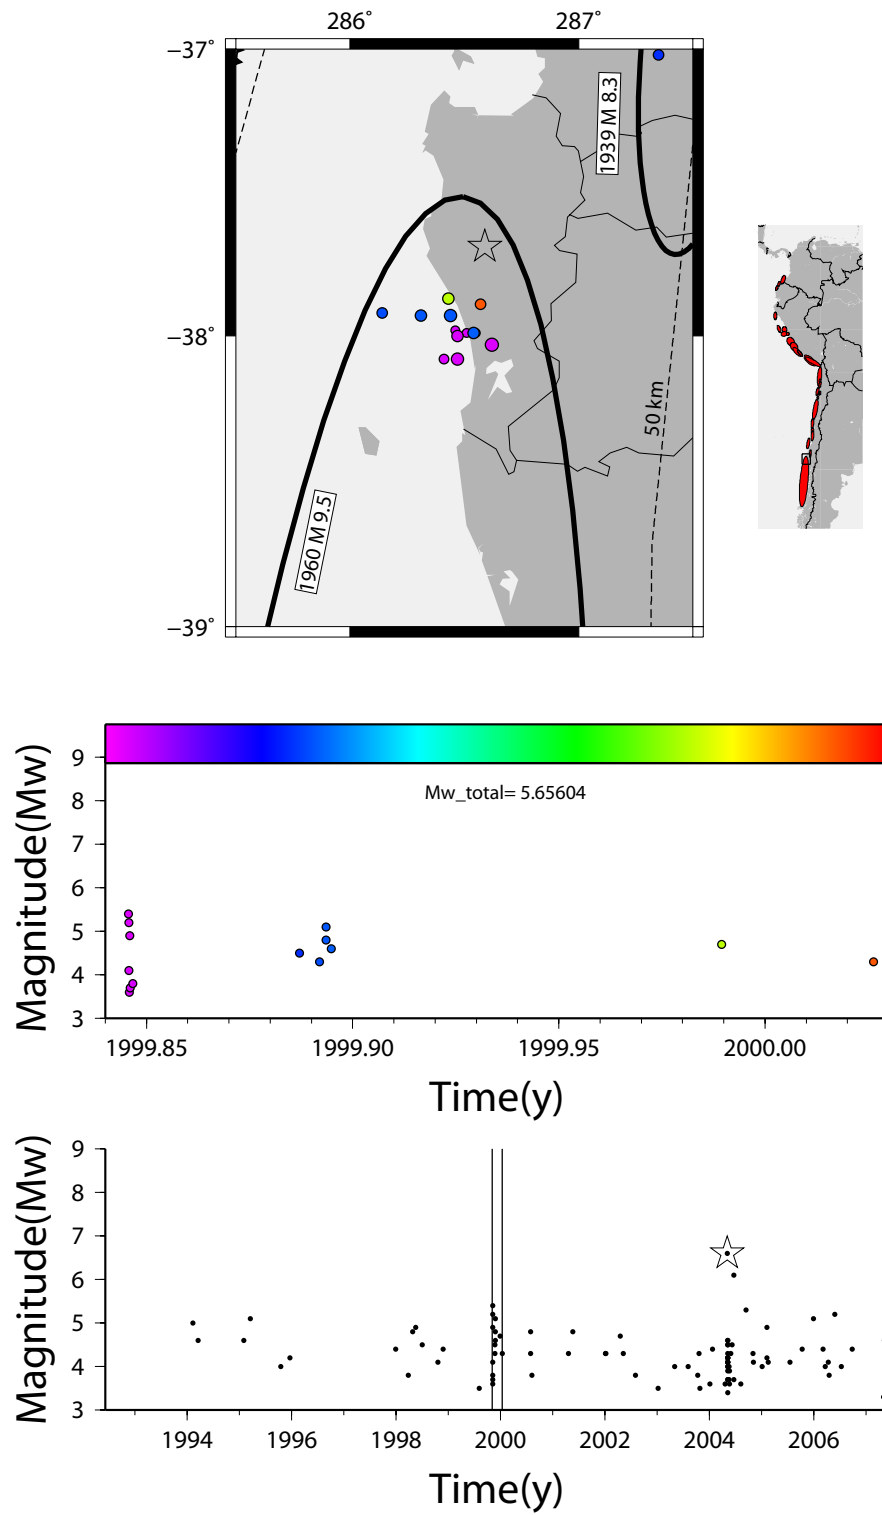 286° 287°
−37°
1939 M 8.3
−38°
50 km
1960 M 9.5
−39°
Magnitude(Mw)
9
8
7
6
5
4
3
Mw_total= 5.65604
1999.85 1999.90 1999.95 2000.00
Time(y)
Magnitude(Mw)
9
8
7
6
5
4
3
1994 1996 1998 2000 2002 2004 2006
Time(y)